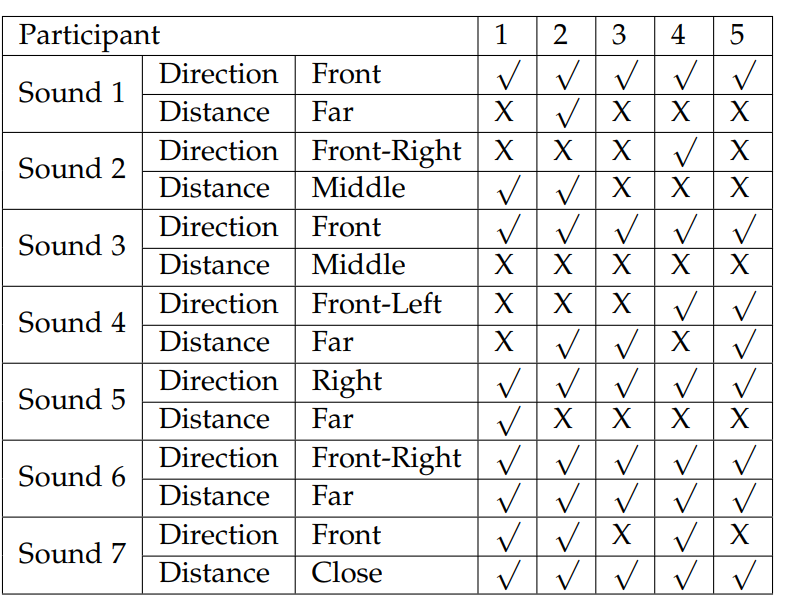 Participant 1 2 3 4 5
Sound 1 Direction Front √ √ √ √ √
Distance Far X √ X X X
Sound 2 Direction Front-Right X X X √ X
Distance Middle √ √ X X X
Sound 3 Direction Front √ √ √ √ √
Distance Middle X X X X X
Sound 4 Direction Front-Left X X X √ √
Distance Far X √ √ X √
Sound 5 Direction Right √ √ √ √ √
Distance Far √ X X X X
Sound 6 Direction Front-Right √ √ √ √ √
Distance Far √ √ √ √ √
Sound 7 Direction Front √ √ X √ X
Distance Close √ √ √ √ √